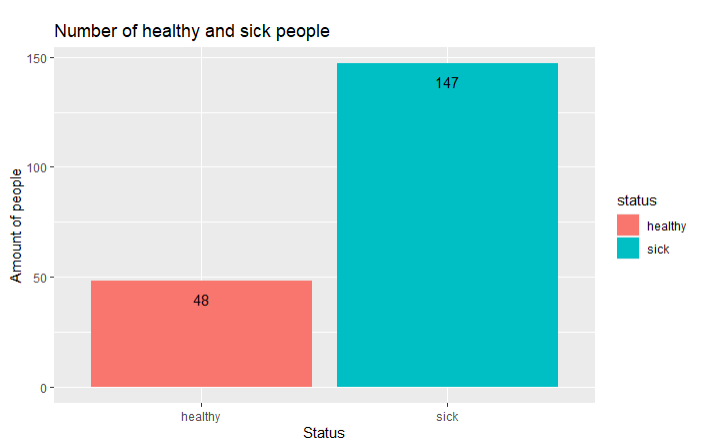 Number of healthy and sick people
150
100
50
0
Amount of people
147
48
healthy
sick
Status
status
healthy
sick